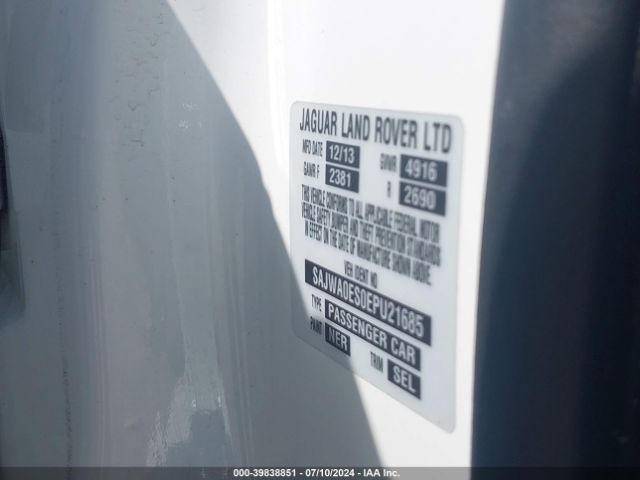 JAGUAR LAND ROVER LTD
MFD DATE 12/13 GVWR 4916
GAWR F 2381 R 2690
THIS VEHICLE CONFORMS TO ALL APPLICABLE FEDERAL MOTOR
VEHICLE SAFETY BUMPER AND THEFT PREVENTION STANDARDS
IN EFFECT ON THE DATE OF MANUFACTURE SHOWN ABOVE.
VEH IDENT NO
SAJWA0ES0EPU21685
TYPE PASSENGER CAR
PAINT NER TRIM SEL
000-39838851 / 07/10/2024 - IAA Inc.